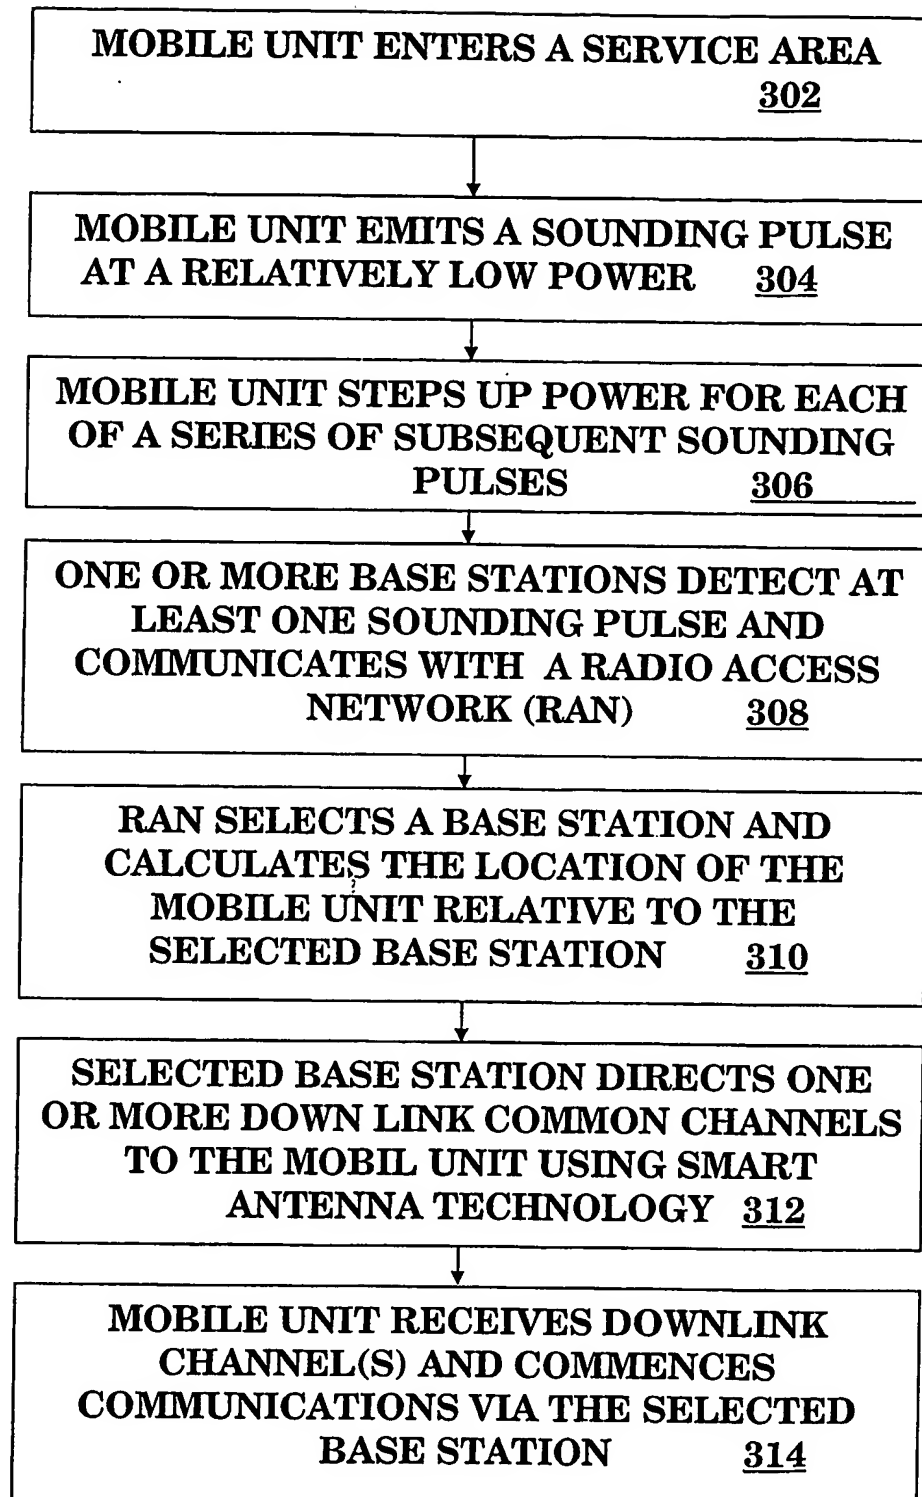 MOBILE UNIT ENTERS A SERVICE AREA
302
MOBILE UNIT EMITS A SOUNDING PULSE
AT A RELATIVELY LOW POWER 304
MOBILE UNIT STEPS UP POWER FOR EACH
OF A SERIES OF SUBSEQUENT SOUNDING
PULSES 306
ONE OR MORE BASE STATIONS DETECT AT
LEAST ONE SOUNDING PULSE AND
COMMUNICATES WITH A RADIO ACCESS
NETWORK (RAN) 308
RAN SELECTS A BASE STATION AND
CALCULATES THE LOCATION OF THE
MOBILE UNIT RELATIVE TO THE
SELECTED BASE STATION 310
SELECTED BASE STATION DIRECTS ONE
OR MORE DOWN LINK COMMON CHANNELS
TO THE MOBIL UNIT USING SMART
ANTENNA TECHNOLOGY 312
MOBILE UNIT RECEIVES DOWNLINK
CHANNEL(S) AND COMMENCES
COMMUNICATIONS VIA THE SELECTED
BASE STATION 314